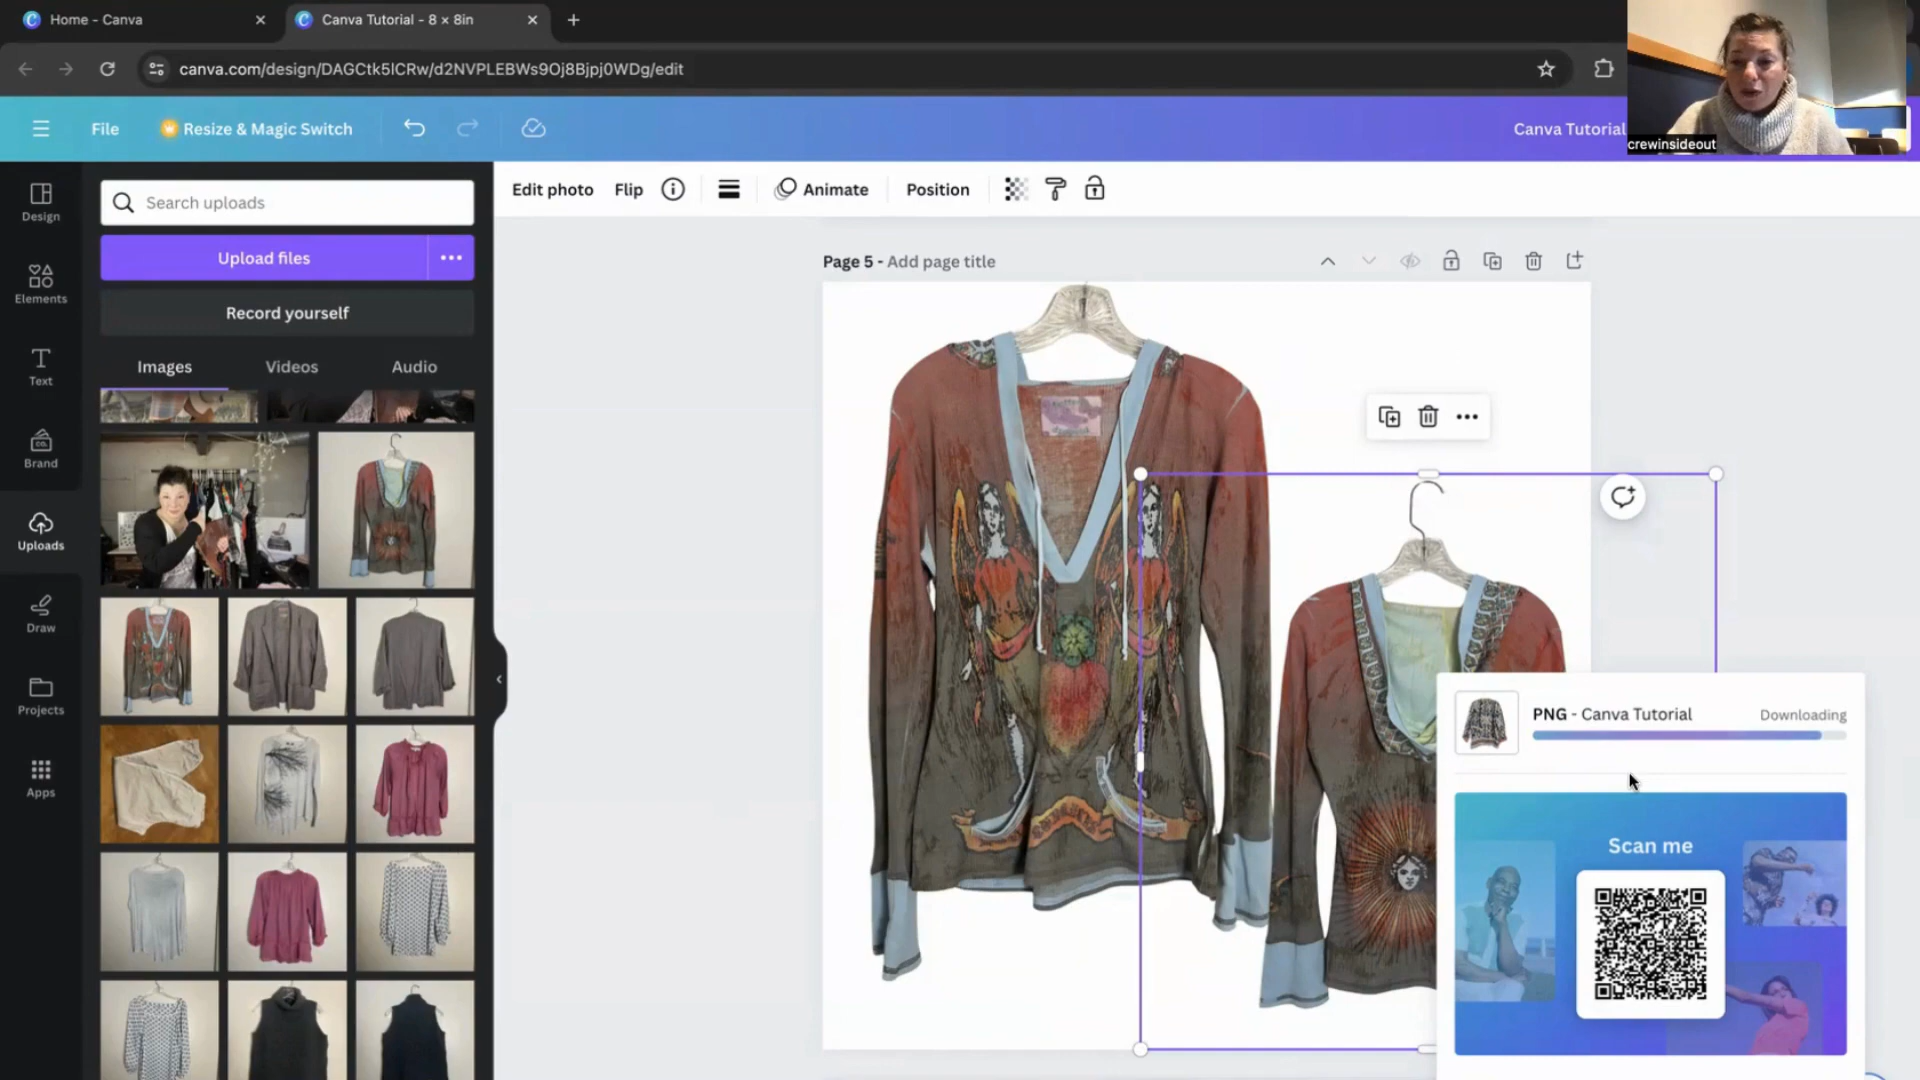 Home - Canva
Canva Tutorial - 8 × 8in
canva.com/design/DAGCtk5lCRw/d2NVPLEBWs9Oj8Bjpj0WDg/edit
File
Resize & Magic Switch
Canva Tutorial
crewinsideout
Design
Elements
Text
Brand
Uploads
Draw
Projects
Apps
Search uploads
Upload files
Record yourself
Images
Videos
Audio
Edit photo
Flip
Animate
Position
Page 5 - Add page title
PNG - Canva Tutorial
Downloading
Scan me